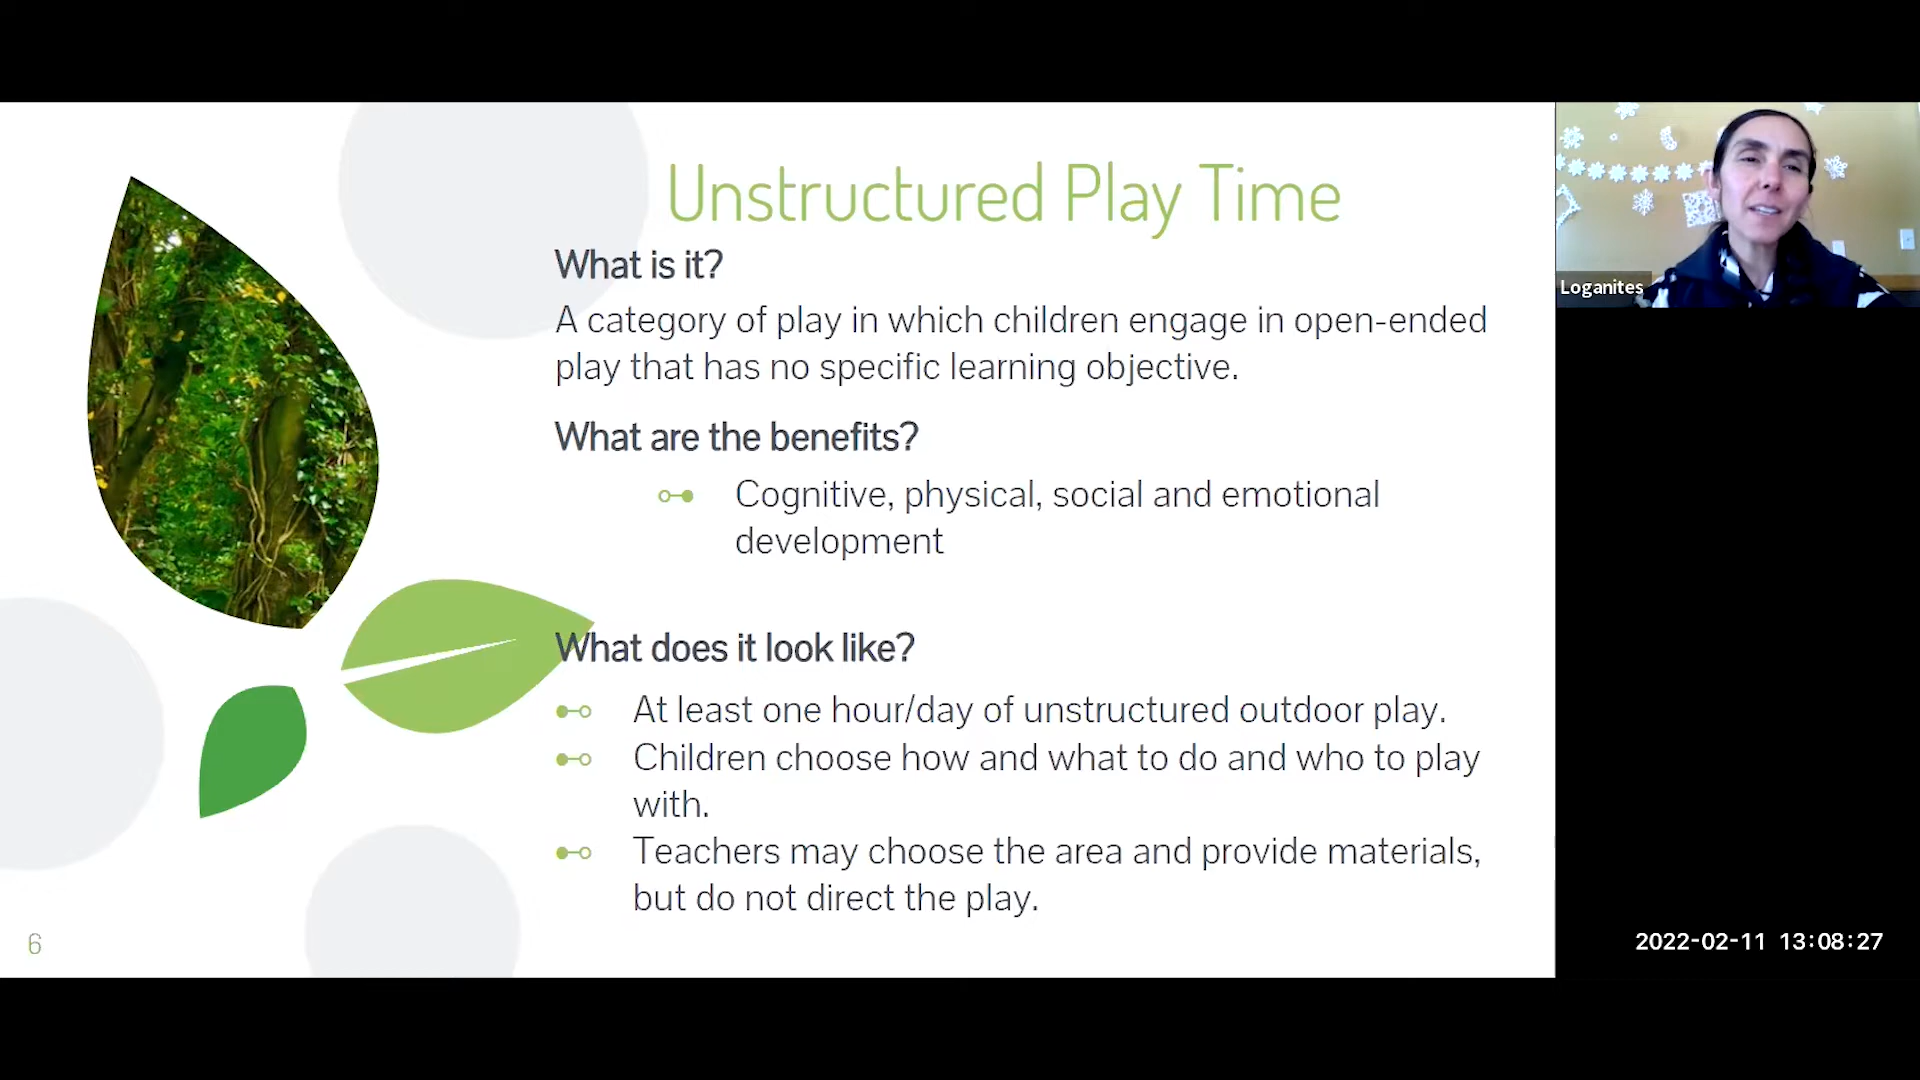 Unstructured Play Time
What is it?
A category of play in which children engage in open-ended
play that has no specific learning objective.
What are the benefits?
Cognitive, physical, social and emotional
development
What does it look like?
At least one hour/day of unstructured outdoor play.
Children choose how and what to do and who to play
with.
Teachers may choose the area and provide materials,
but do not direct the play.
6
Loganites
2022-02-11 13:08:27